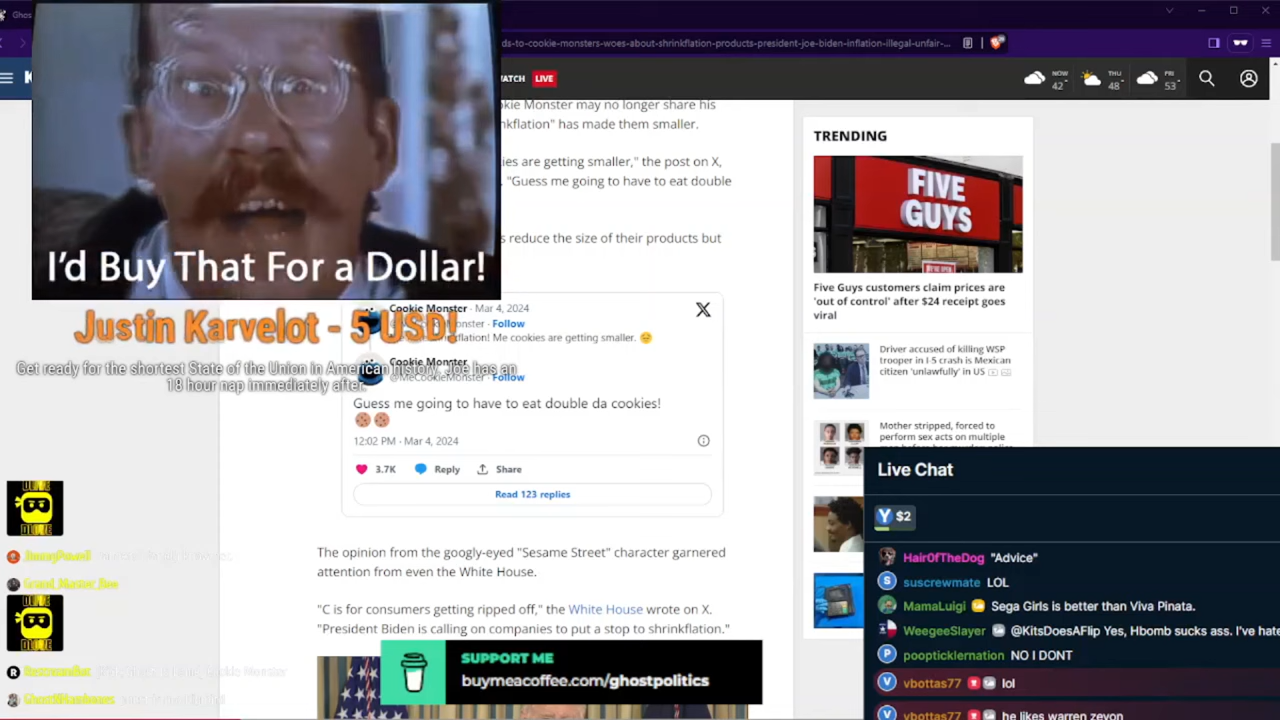 Ghos
ds-to-cookie-monsters-woes-about-shrinkflation-products-president-joe-biden-inflation-illegal-unfair-...
K
WATCH LIVE
NOW
42°
THU
48°
FRI
53°
okie Monster may no longer share his
rinkflation" has made them smaller.
ies are getting smaller," the post on X,
"Guess me going to have to eat double
s reduce the size of their products but
I'd Buy That For a Dollar!
Justin Karvelot - 5 USD!
Get ready for the shortest State of the Union in American history. Joe has an
18 hour nap immediately after.
Cookie Monster · Mar 4, 2024
Follow
Me cookies are getting smaller. ☹️
Cookie Monster
@MeCookieMonster · Follow
Guess me going to have to eat double da cookies!
🍪🍪
12:02 PM · Mar 4, 2024
3.7K Reply Share
Read 123 replies
The opinion from the googly-eyed "Sesame Street" character garnered
attention from even the White House.
"C is for consumers getting ripped off," the White House wrote on X.
"President Biden is calling on companies to put a stop to shrinkflation."
SUPPORT ME
buymeacoffee.com/ghostpolitics
TRENDING
FIVE
GUYS
Five Guys customers claim prices are
'out of control' after $24 receipt goes
viral
Driver accused of killing WSP
trooper in I-5 crash is Mexican
citizen 'unlawfully' in US
Mother stripped, forced to
perform sex acts on multiple
Live Chat
$2
HairOfTheDog "Advice"
suscrewmate LOL
MamaLuigi Sega Girls is better than Viva Pinata.
WeegeeSlayer @KitsDoesAFlip Yes, Hbomb sucks ass. I've hate
poopticklernation NO I DONT
vbottas77 lol
vbottas77 he likes warren zevon